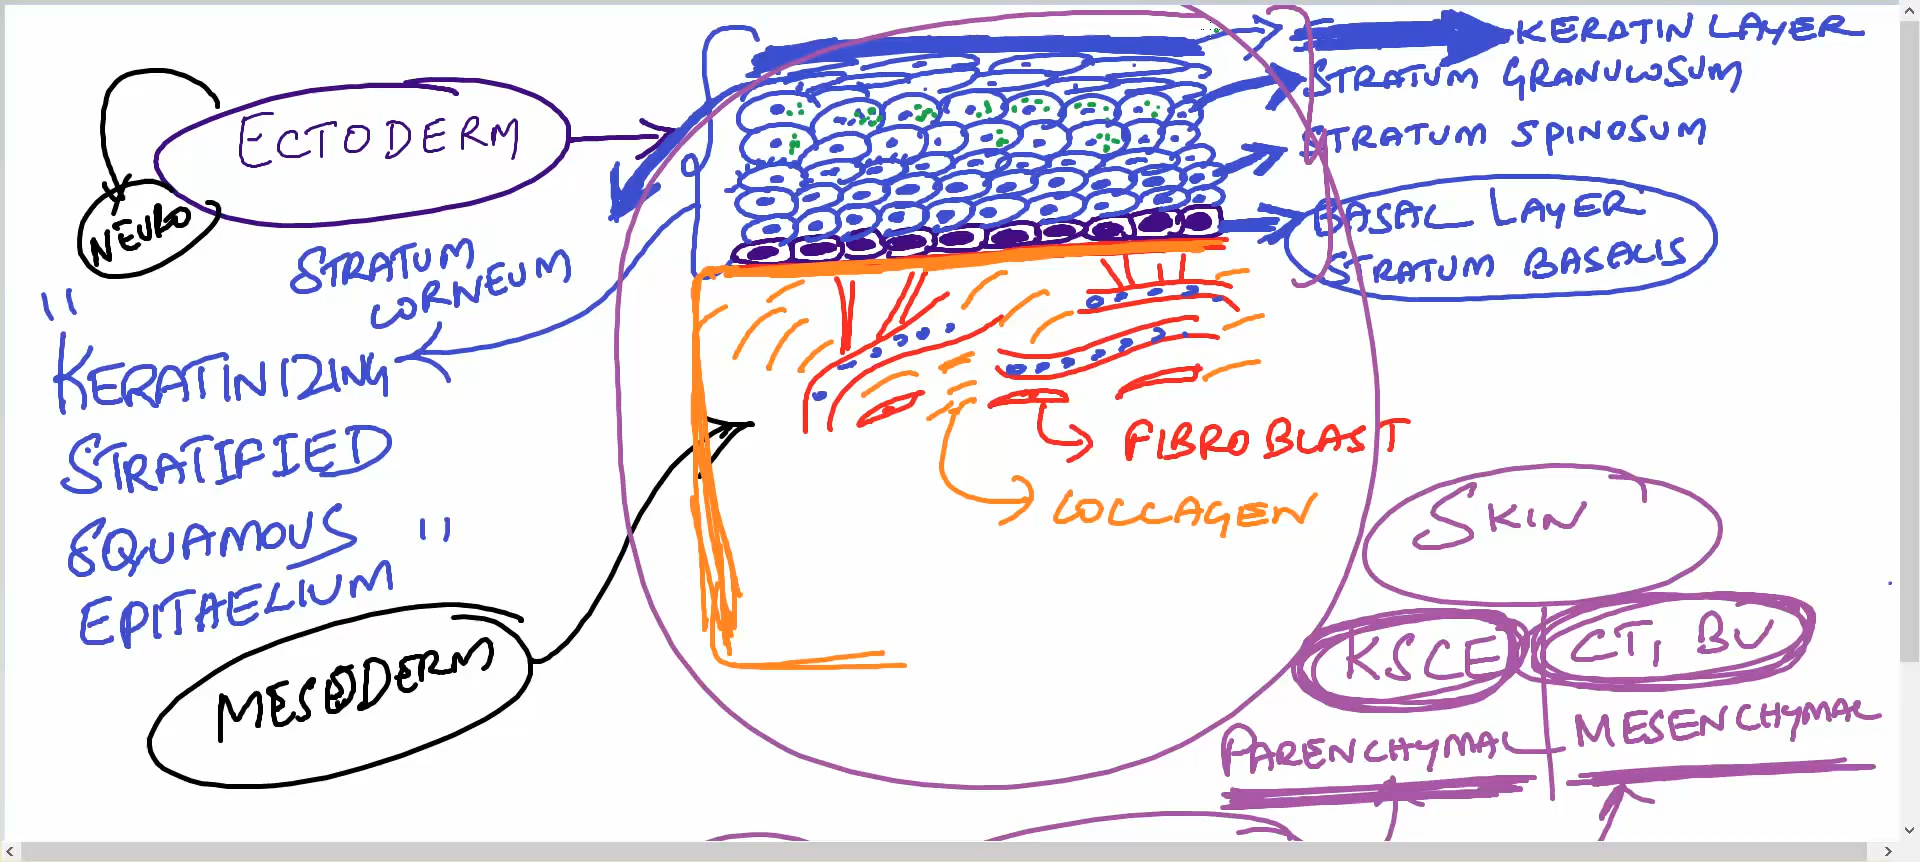 KERATIN LAYER
STRATUM GRANULOSUM
STRATUM SPINOSUM
BASAL LAYER
STRATUM BASALIS
ECTODERM
NEURO
STRATUM
CORNEUM
"
KERATINIZING
STRATIFIED
SQUAMOUS "
EPITHELIUM
MESODERM
FIBROBLAST
COLLAGEN
SKIN
KSCE
CT, BV
PARENCHYMAL
MESENCHYMAL